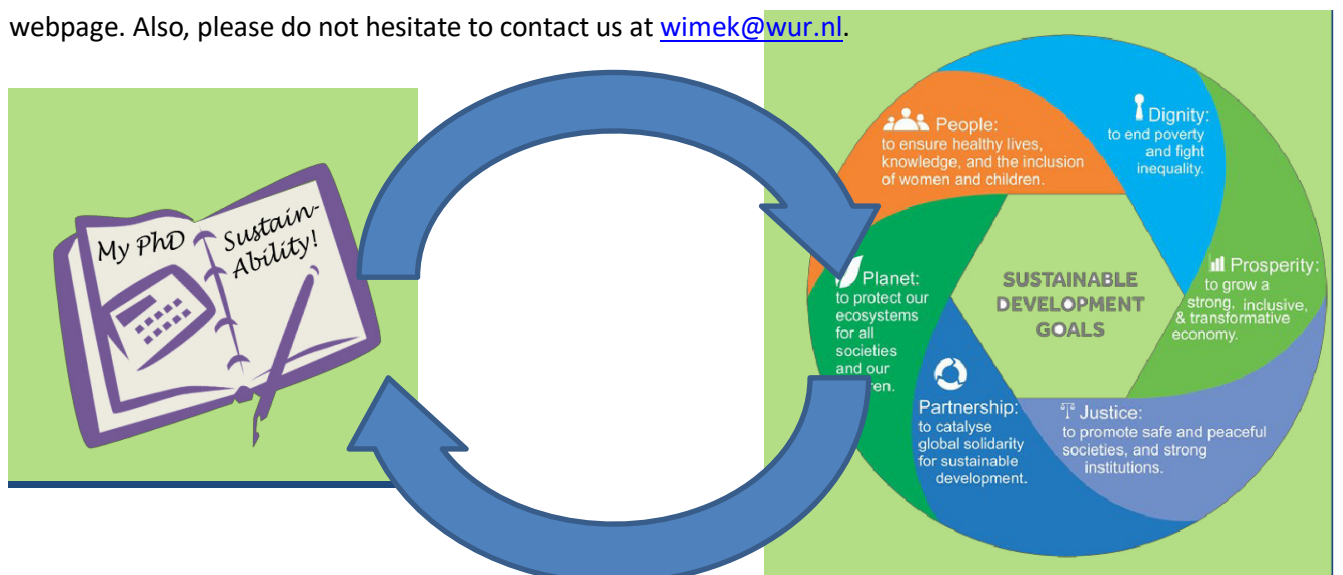 webpage. Also, please do not hesitate to contact us at wimek@wur.nl.
My PhD
Sustain-
Ability!
People:
to ensure healthy lives,
knowledge, and the inclusion
of women and children.
Dignity:
to end poverty
and fight
inequality.
Prosperity:
to grow a
strong, inclusive,
& transformative
economy.
Justice:
to promote safe and peaceful
societies, and strong
institutions.
Partnership:
to catalyse
global solidarity
for sustainable
development.
Planet:
to protect our
ecosystems
for all
societies
and our
SUSTAINABLE
DEVELOPMENT
GOALS